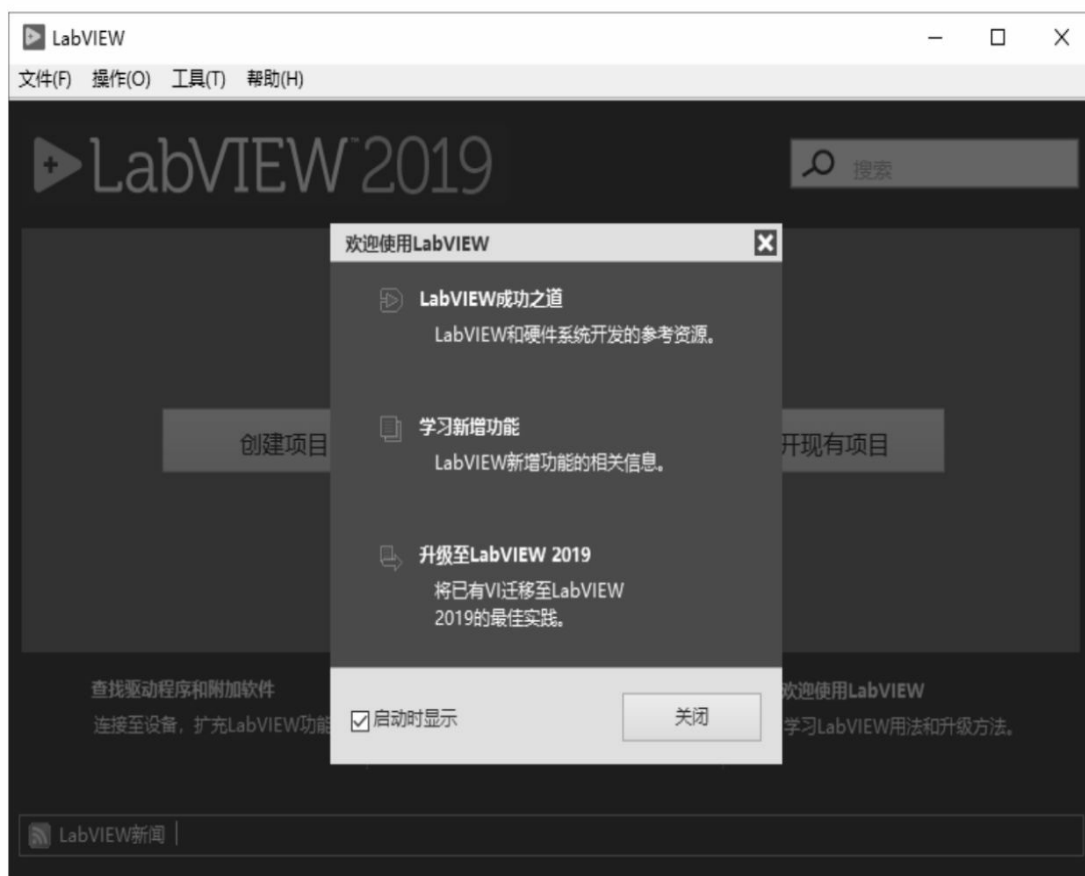 LabVIEW
文件(F) 操作(O) 工具(T) 帮助(H)
LabVIEW™ 2019
搜索
欢迎使用LabVIEW
LabVIEW成功之道
LabVIEW和硬件系统开发的参考资源。
学习新增功能
LabVIEW新增功能的相关信息。
升级至LabVIEW 2019
将已有VI迁移至LabVIEW
2019的最佳实践。
创建项目
开现有项目
启动时显示
关闭
查找驱动程序和附加软件
连接至设备，扩充LabVIEW功能
欢迎使用LabVIEW
学习LabVIEW用法和升级方法。
LabVIEW新闻